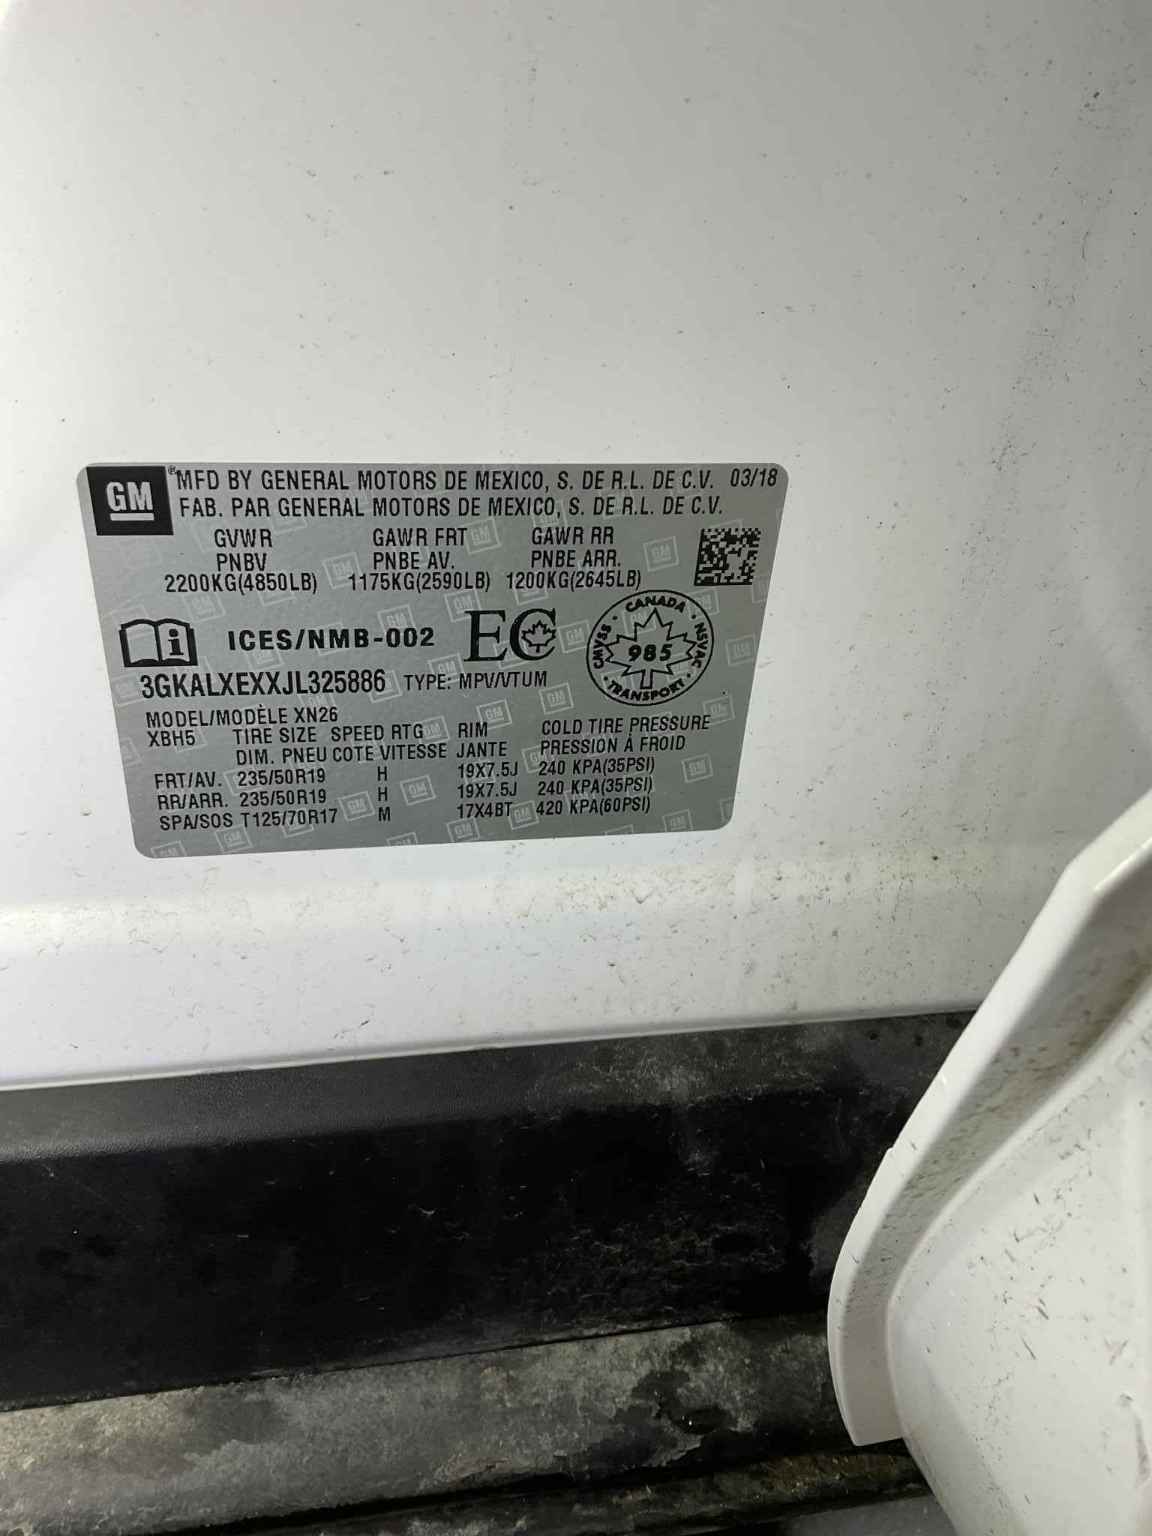 GM ® MFD BY GENERAL MOTORS DE MEXICO, S. DE R.L. DE C.V. 03/18
FAB. PAR GENERAL MOTORS DE MEXICO, S. DE R.L. DE C.V.
GVWR GAWR FRT GAWR RR
PNBV PNBE AV. PNBE ARR.
2200KG(4850LB) 1175KG(2590LB) 1200KG(2645LB)
i ICES/NMB-002 EC
CANADA
CMVSS 985 NSVAC
TRANSPORT
3GKALXEXXJL325886 TYPE: MPV/VTUM
MODEL/MODÈLE XN26
XBH5 TIRE SIZE SPEED RTG RIM COLD TIRE PRESSURE
DIM. PNEU COTE VITESSE JANTE PRESSION À FROID
FRT/AV. 235/50R19 H 19X7.5J 240 KPA(35PSI)
RR/ARR. 235/50R19 H 19X7.5J 240 KPA(35PSI)
SPA/SOS T125/70R17 M 17X4BT 420 KPA(60PSI)